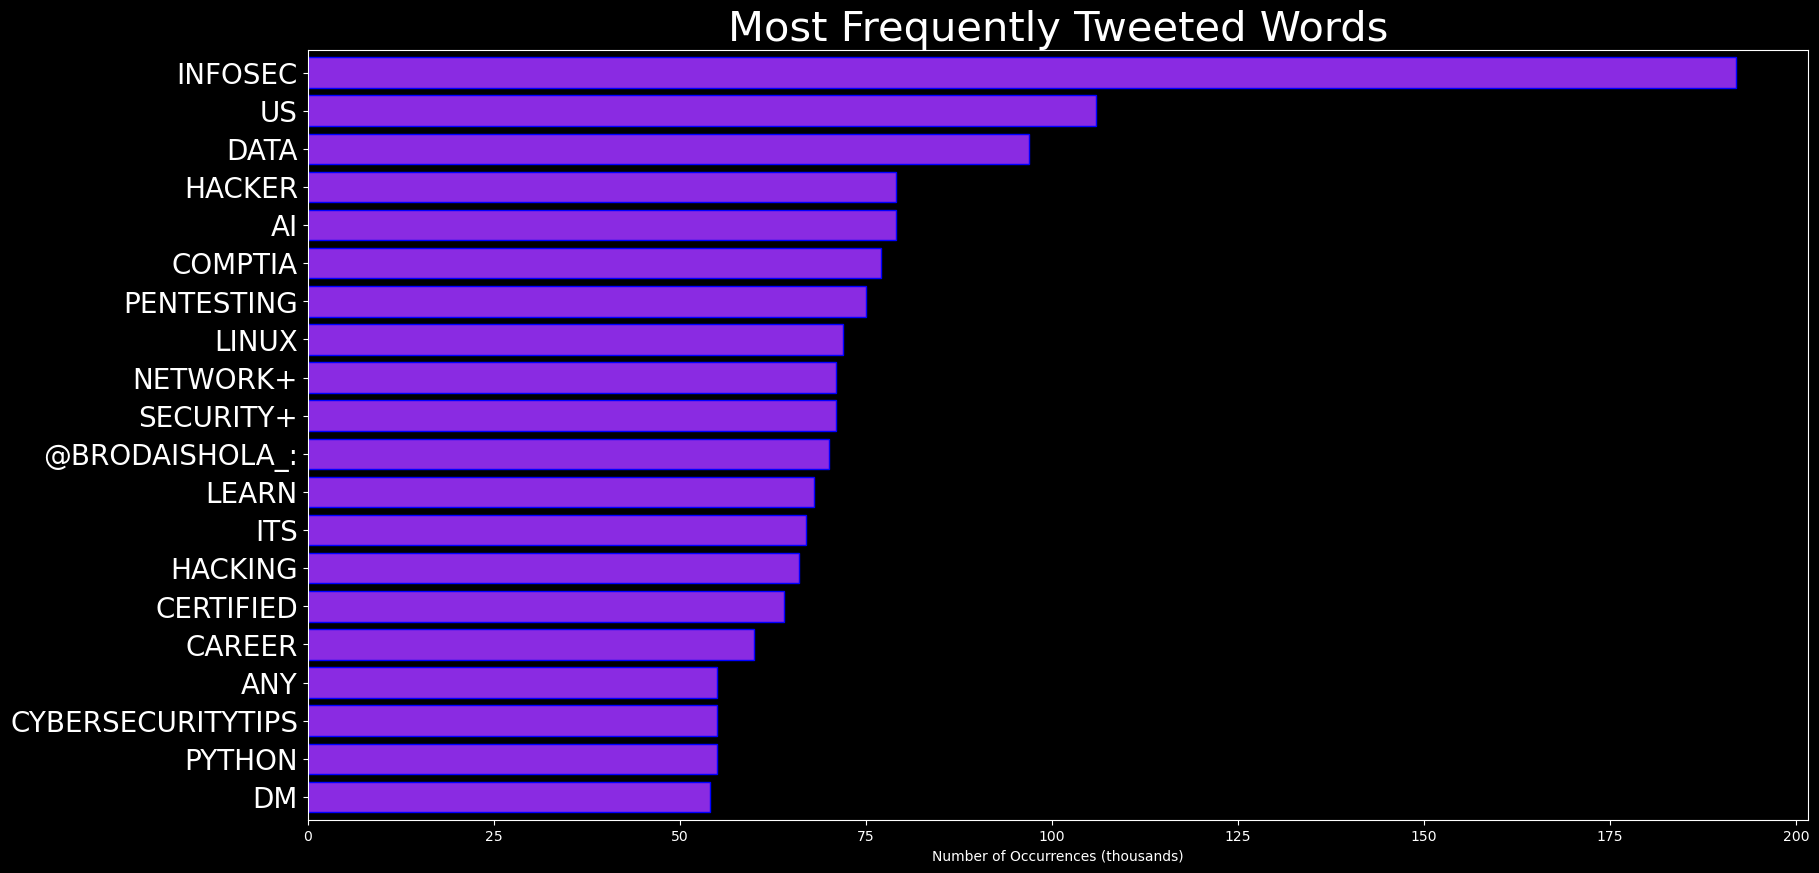 Most Frequently Tweeted Words
INFOSEC
US
DATA
HACKER
AI
COMPTIA
PENTESTING
LINUX
NETWORK+
SECURITY+
@BRODAISHOLA_:
LEARN
ITS
HACKING
CERTIFIED
CAREER
ANY
CYBERSECURITYTIPS
PYTHON
DM
0 25 50 75 100 125 150 175 200
Number of Occurrences (thousands)